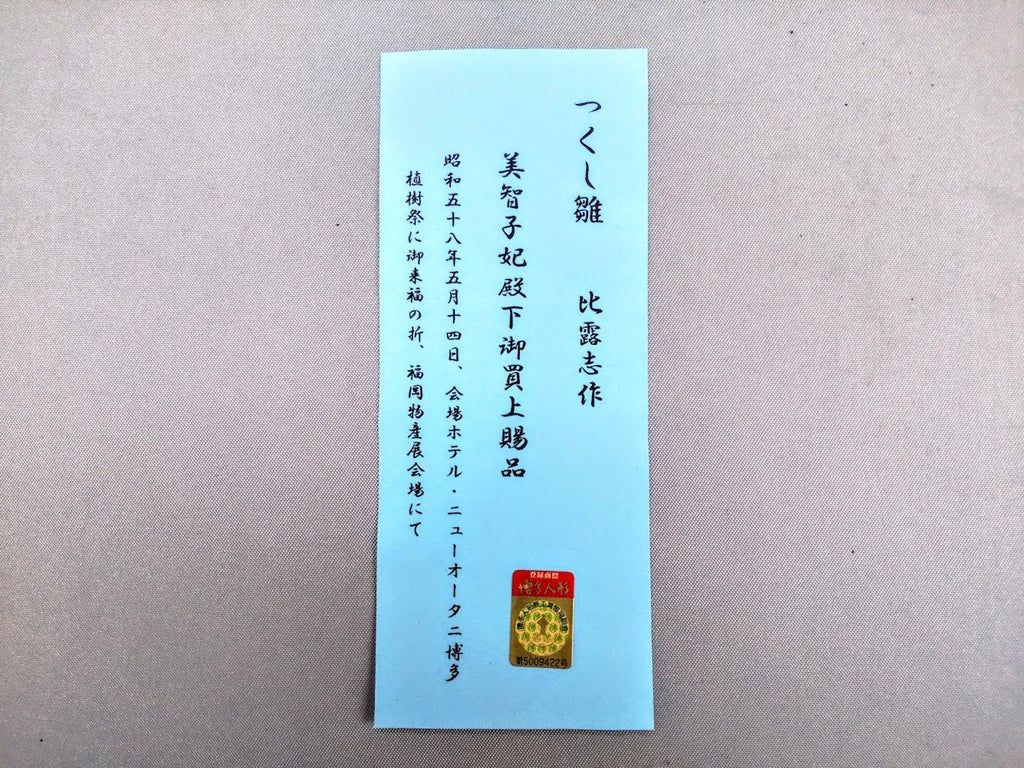 つくし雛　比露志作
美智子妃殿下御買上賜品
昭和五十八年五月十四日、会場ホテル・ニューオータニ博多
植樹祭に御来福の折、福岡物産展会場にて
登録商標
博多人形
第5009422号